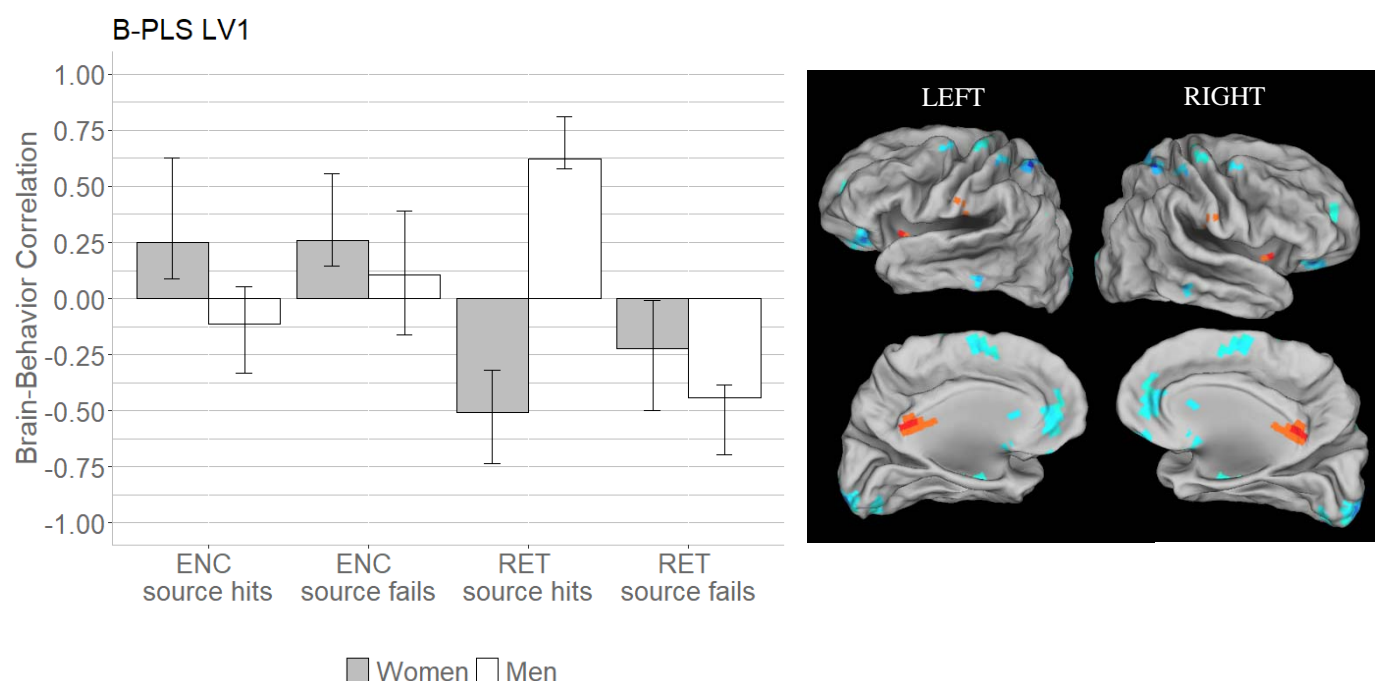 B-PLS LV1
Brain-Behavior Correlation
1.00
0.75
0.50
0.25
0.00
-0.25
-0.50
-0.75
-1.00
ENC
source hits
ENC
source fails
RET
source hits
RET
source fails
Women
Men
LEFT
RIGHT